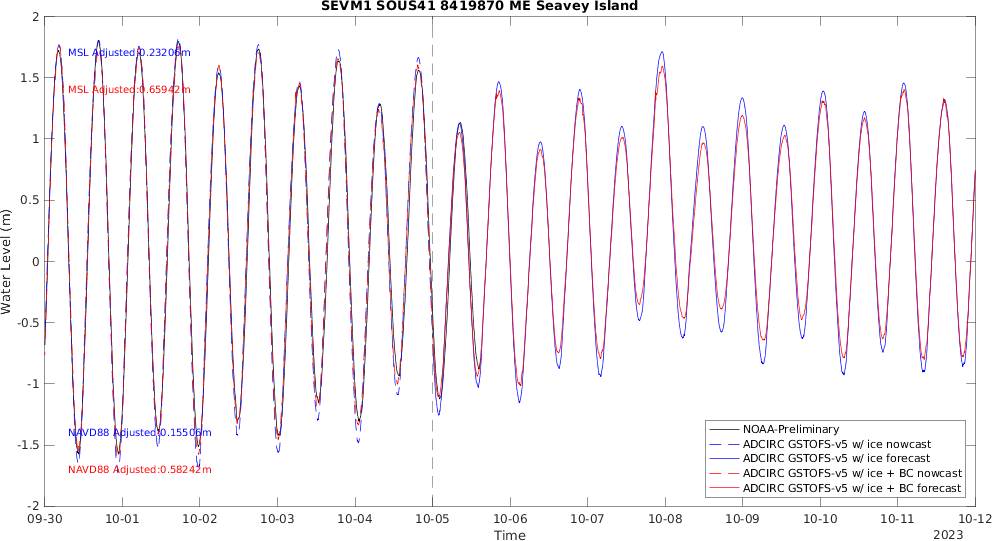 SEVM1 SOUS41 8419870 ME Seavey Island
2
1.5
1
0.5
0
-0.5
-1
-1.5
-2
Water Level (m)
MSL Adjusted:0.23206m
MSL Adjusted:0.65942m
NAVD88 Adjusted:0.15506m
NAVD88 Adjusted:0.58242m
NOAA-Preliminary
ADCIRC GSTOFS-v5 w/ ice nowcast
ADCIRC GSTOFS-v5 w/ ice forecast
ADCIRC GSTOFS-v5 w/ ice + BC nowcast
ADCIRC GSTOFS-v5 w/ ice + BC forecast
09-30 10-01 10-02 10-03 10-04 10-05 10-06 10-07 10-08 10-09 10-10 10-11 10-12
Time
2023